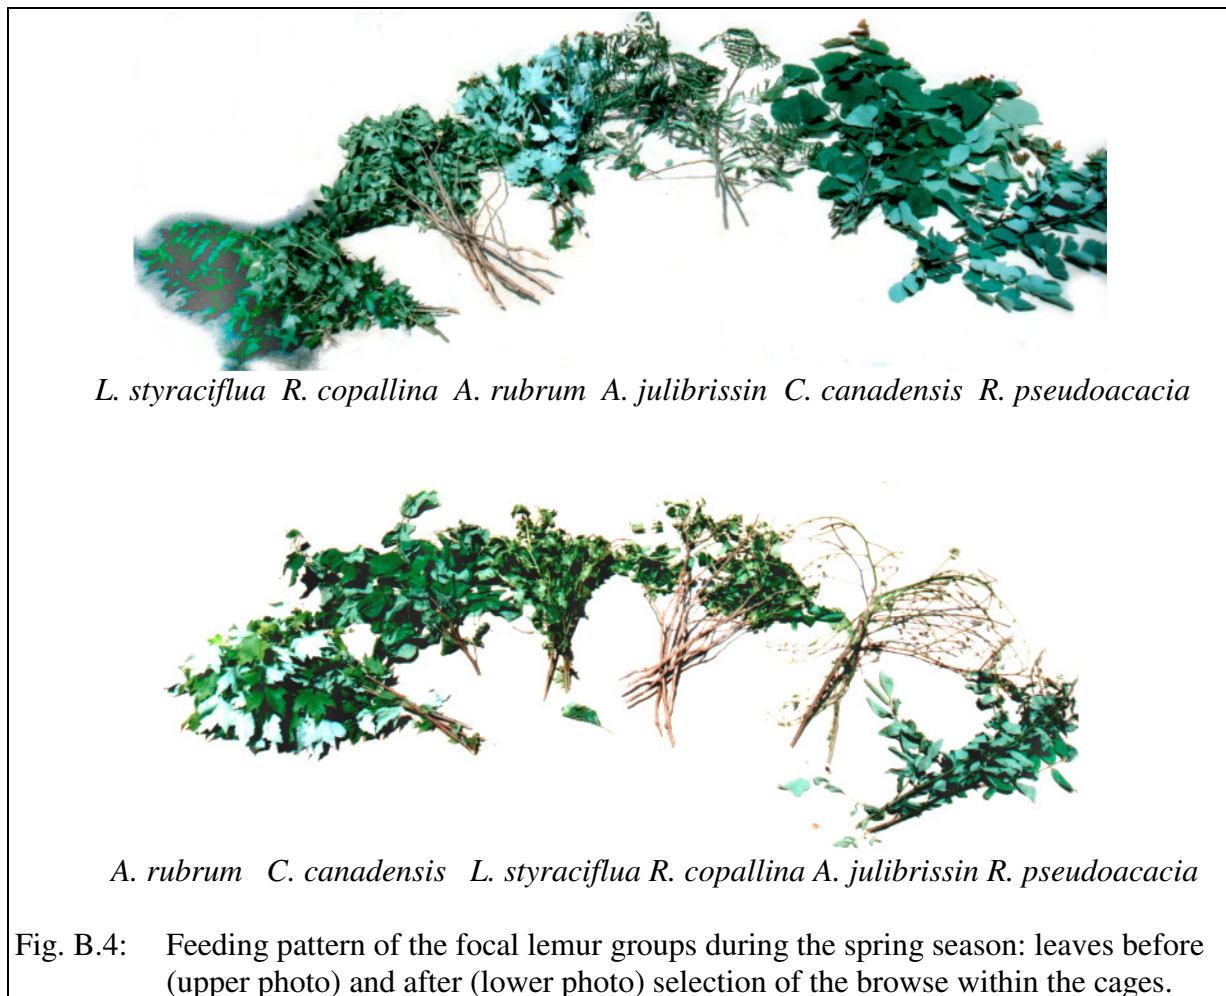 L. styraciflua R. copallina A. rubrum A. julibrissin C. canadensis R. pseudoacacia
A. rubrum C. canadensis L. styraciflua R. copallina A. julibrissin R. pseudoacacia
Fig. B.4: Feeding pattern of the focal lemur groups during the spring season: leaves before
(upper photo) and after (lower photo) selection of the browse within the cages.